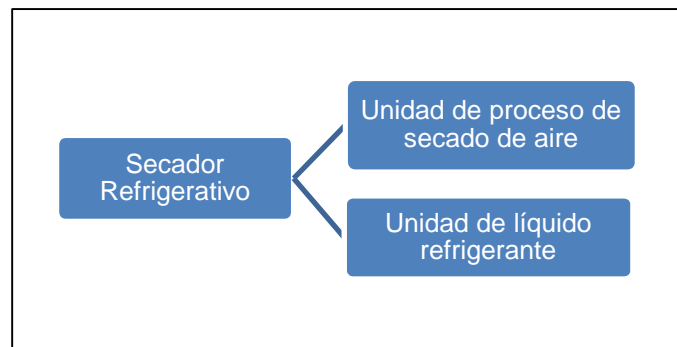 Unidad de proceso de
secado de aire
Secador
Refrigerativo
Unidad de líquido
refrigerante